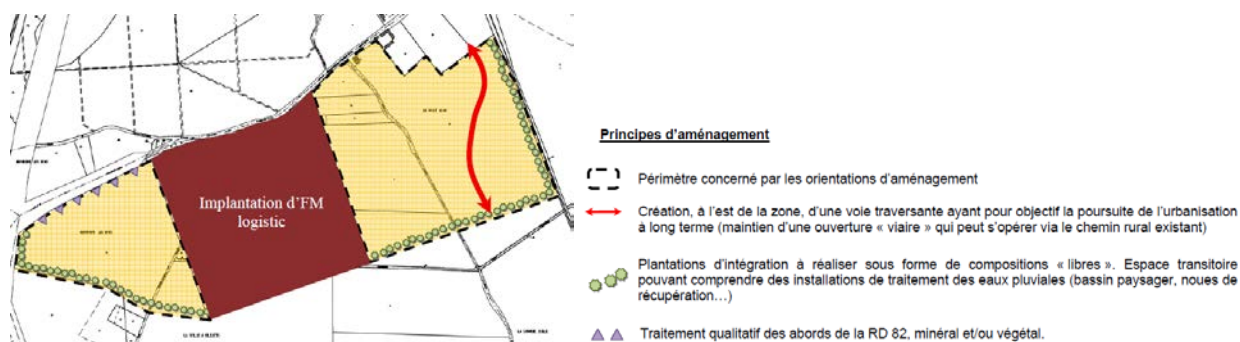 Implantation d'FM
logistic
Principes d'aménagement
Périmètre concerné par les orientations d'aménagement
Création, à l'est de la zone, d'une voie traversante ayant pour objectif la poursuite de l'urbanisation
à long terme (maintien d'une ouverture « viaire » qui peut s'opérer via le chemin rural existant)
Plantations d'intégration à réaliser sous forme de compositions « libres ». Espace transitoire
pouvant comprendre des installations de traitement des eaux pluviales (bassin paysager, noues de
récupération…)
Traitement qualitatif des abords de la RD 82, minéral et/ou végétal.